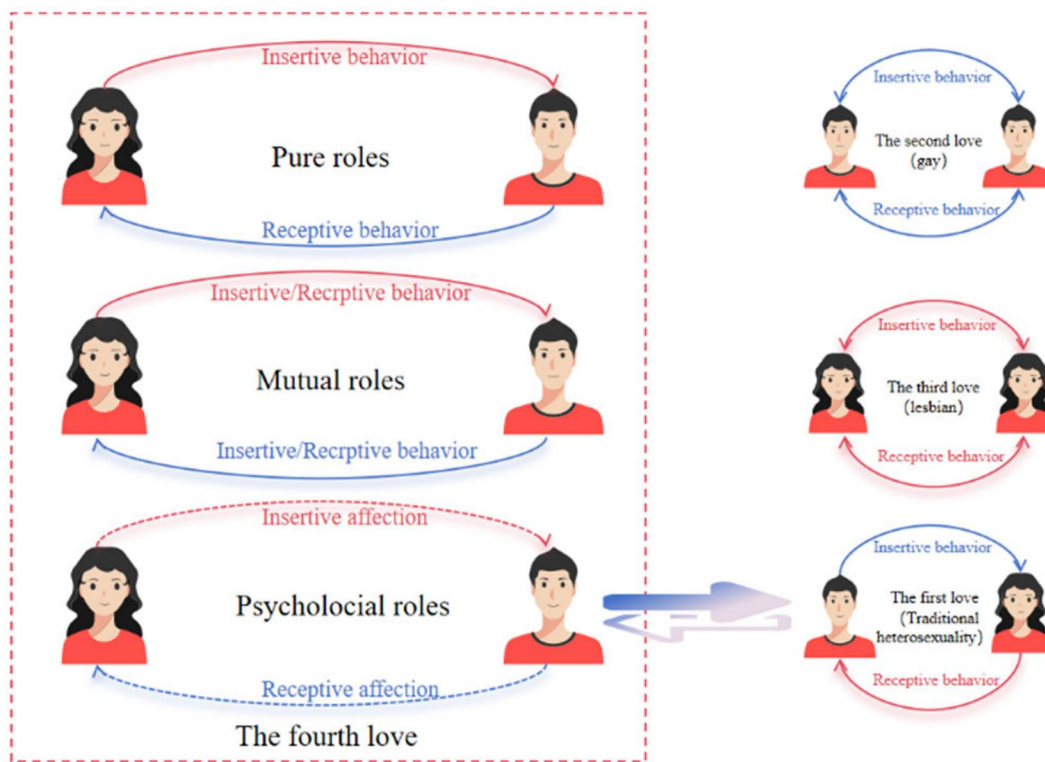 Insertive behavior
Pure roles
Receptive behavior
Insertive/Recrptive behavior
Mutual roles
Insertive/Recrptive behavior
Insertive affection
Psycholocial roles
Receptive affection
The fourth love
Insertive behavior
The second love
(gay)
Receptive behavior
Insertive behavior
The third love
(lesbian)
Receptive behavior
Insertive behavior
The first love
(Traditional
heterosexuality)
Receptive behavior